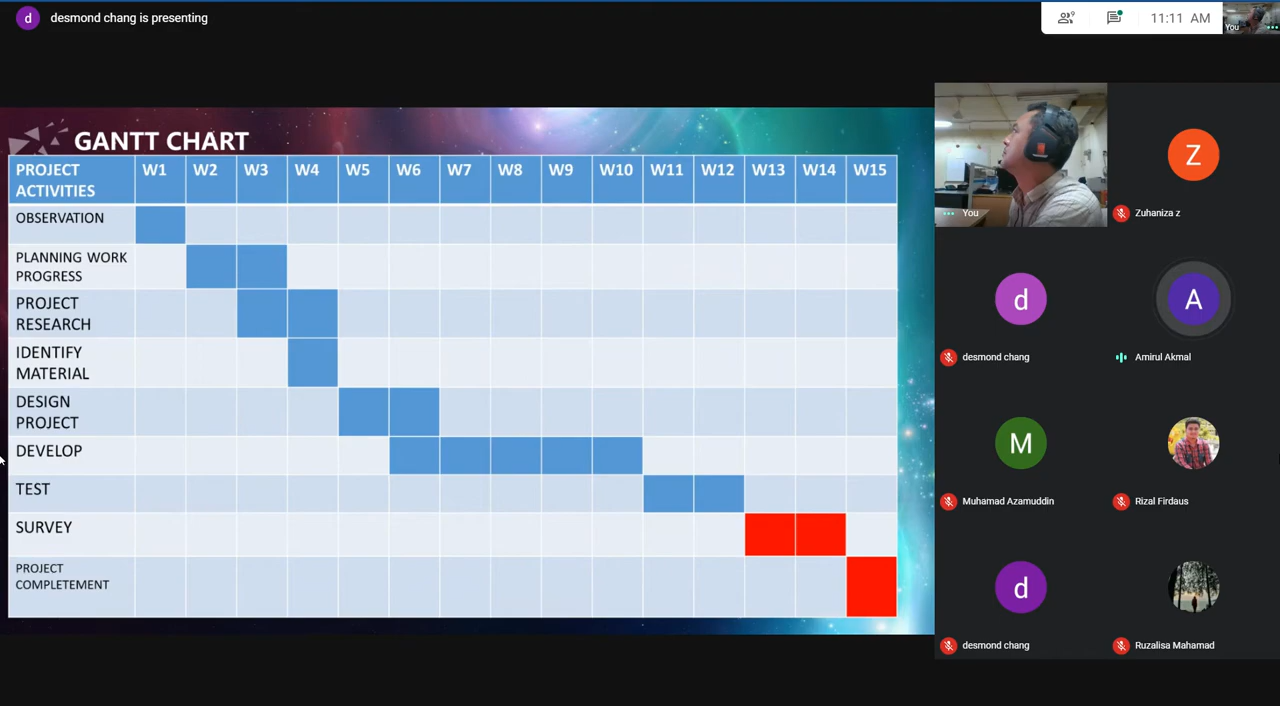 d
desmond chang is presenting
9
11:11 AM
You
GANTT CHART
PROJECT
ACTIVITIES
W1
W2
W3
W4
W5
W6
W7
W8
W9
W10
W11
W12
W13
W14
W15
OBSERVATION
PLANNING WORK
PROGRESS
PROJECT
RESEARCH
IDENTIFY
MATERIAL
DESIGN
PROJECT
DEVELOP
TEST
SURVEY
PROJECT
COMPLETEMENT
You
Z
Zuhaniza z
d
desmond chang
A
Amirul Akmal
M
Muhamad Azamuddin
Rizal Firdaus
d
desmond chang
Ruzalisa Mahamad